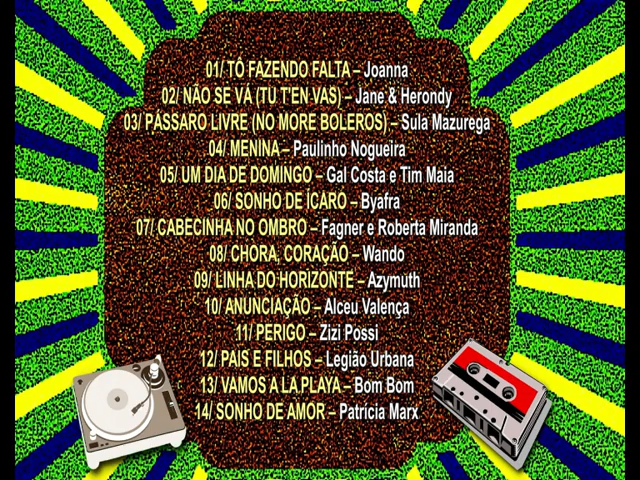 01/ TÔ FAZENDO FALTA – Joanna
02/ NÃO SE VÁ (TU T'EN VAS) – Jane & Herondy
03/ PÁSSARO LIVRE (NO MORE BOLEROS) – Sula Mazurega
04/ MENINA – Paulinho Nogueira
05/ UM DIA DE DOMINGO – Gal Costa e Tim Maia
06/ SONHO DE ÍCARO – Byafra
07/ CABECINHA NO OMBRO – Fagner e Roberta Miranda
08/ CHORA, CORAÇÃO – Wando
09/ LINHA DO HORIZONTE – Azymuth
10/ ANUNCIAÇÃO – Alceu Valença
11/ PERIGO – Zizi Possi
12/ PAIS E FILHOS – Legião Urbana
13/ VAMOS A LA PLAYA – Bom Bom
14/ SONHO DE AMOR – Patrícia Marx